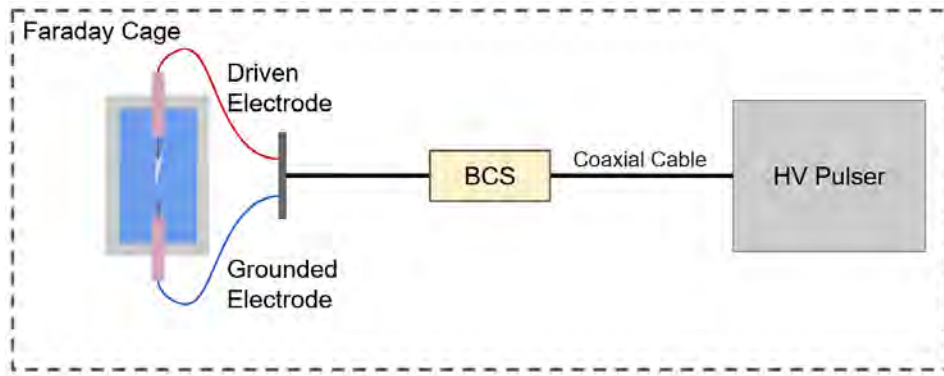 Faraday Cage
Driven
Electrode
BCS
Coaxial Cable
HV Pulser
Grounded
Electrode